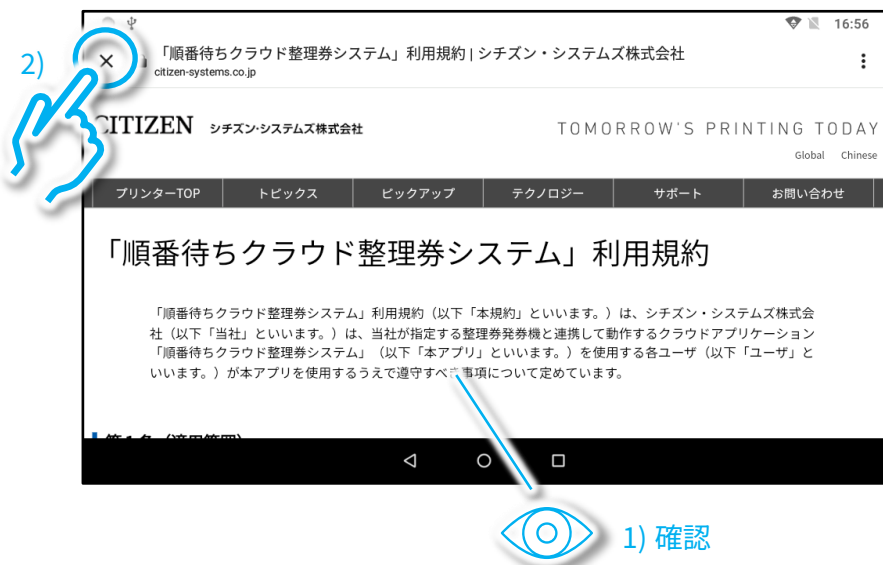 16:56
2)
「順番待ちクラウド整理券システム」利用規約 | シチズン・システムズ株式会社
citizen-systems.co.jp
CITIZEN シチズン・システムズ株式会社
TOMORROW'S PRINTING TODAY
Global Chinese
プリンターTOP トピックス ピックアップ テクノロジー サポート お問い合わせ
「順番待ちクラウド整理券システム」利用規約
「順番待ちクラウド整理券システム」利用規約（以下「本規約」といいます。）は、シチズン・システムズ株式会
社（以下「当社」といいます。）は、当社が指定する整理券発券機と連携して動作するクラウドアプリケーション
「順番待ちクラウド整理券システム」（以下「本アプリ」といいます。）を使用する各ユーザ（以下「ユーザ」と
いいます。）が本アプリを使用するうえで遵守すべき事項について定めています。
1) 確認